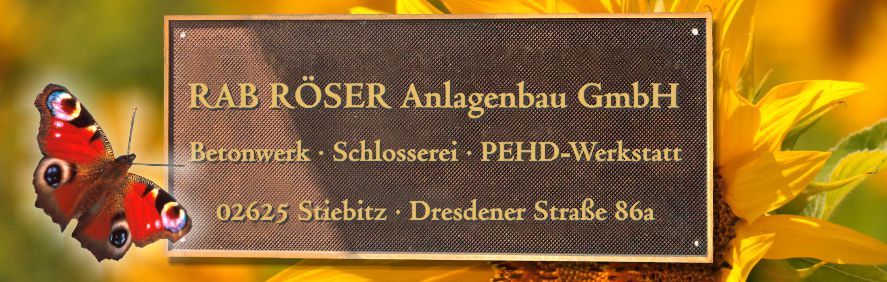 RAB RÖSER Anlagenbau GmbH
Betonwerk · Schlosserei · PEHD-Werkstatt
02625 Stiebitz · Dresdener Straße 86a